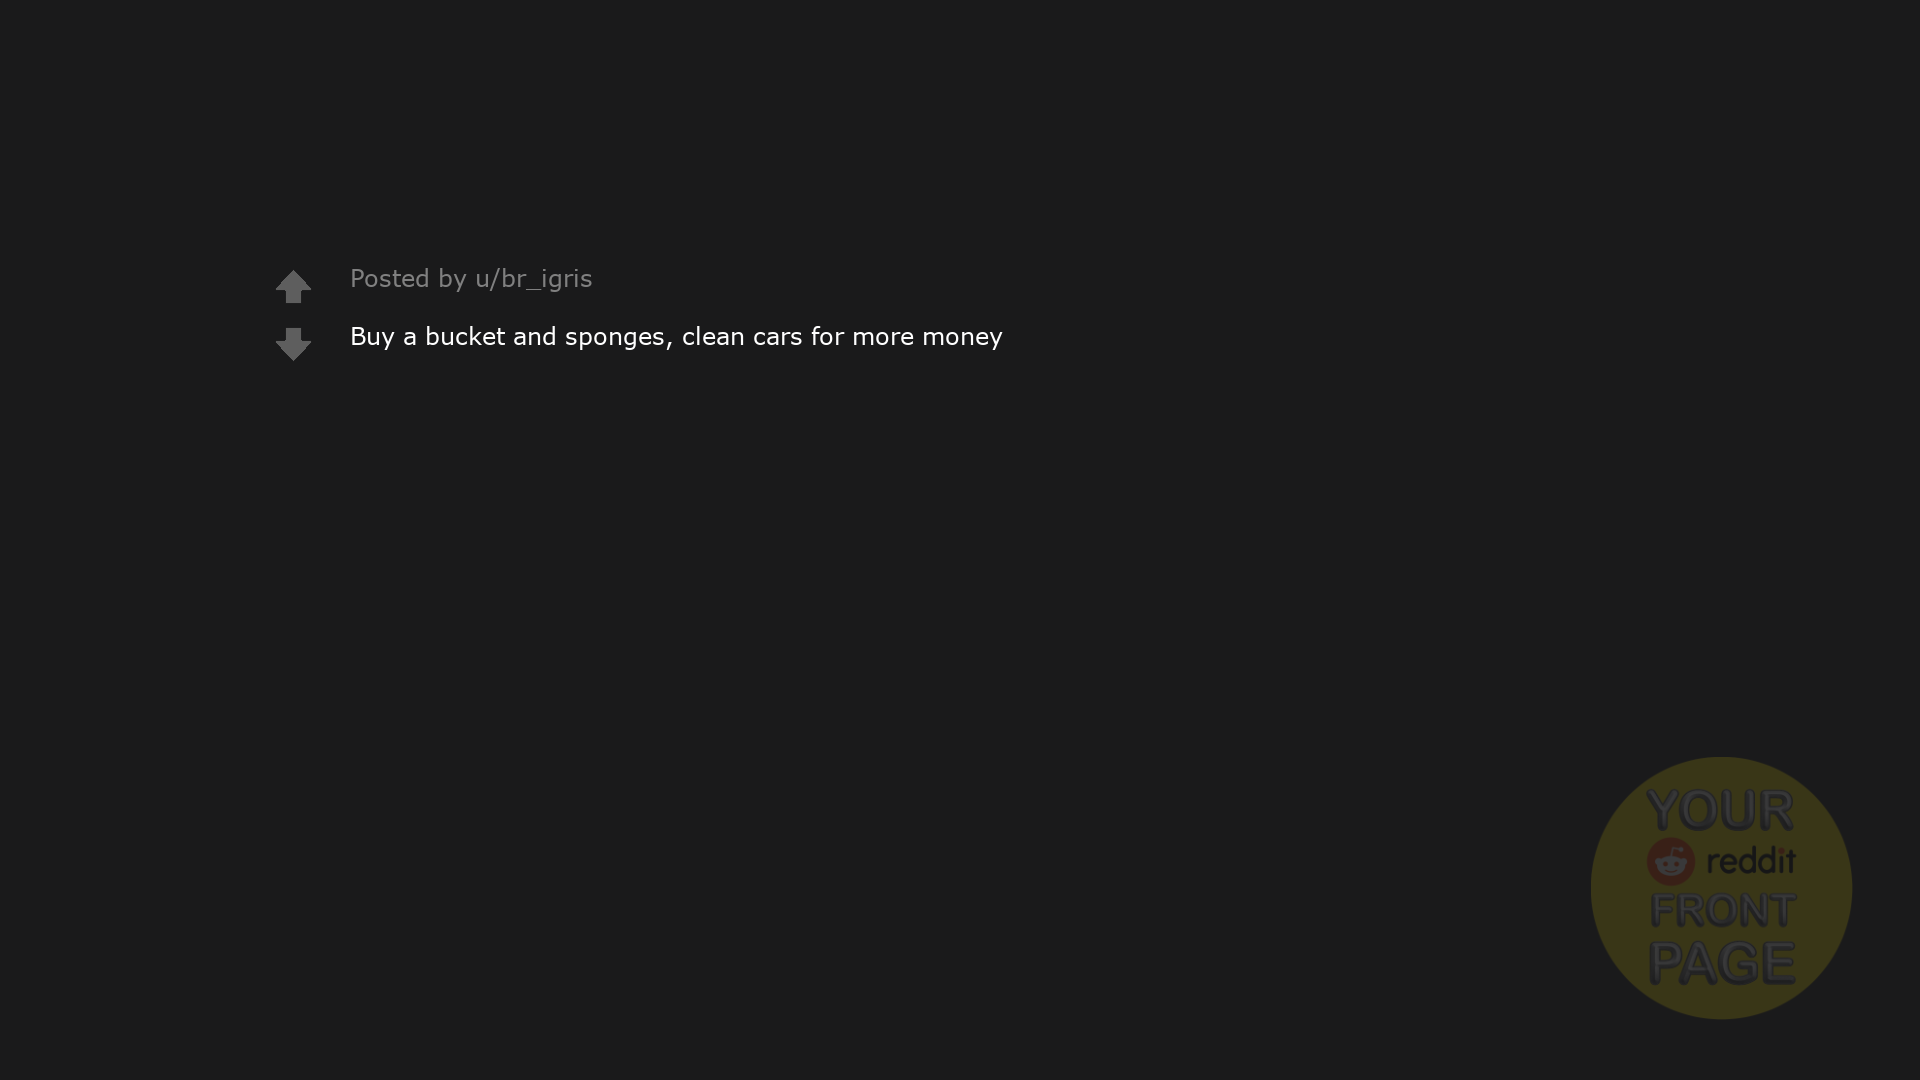 Posted by u/br_igris
Buy a bucket and sponges, clean cars for more money
YOUR
reddit
FRONT
PAGE